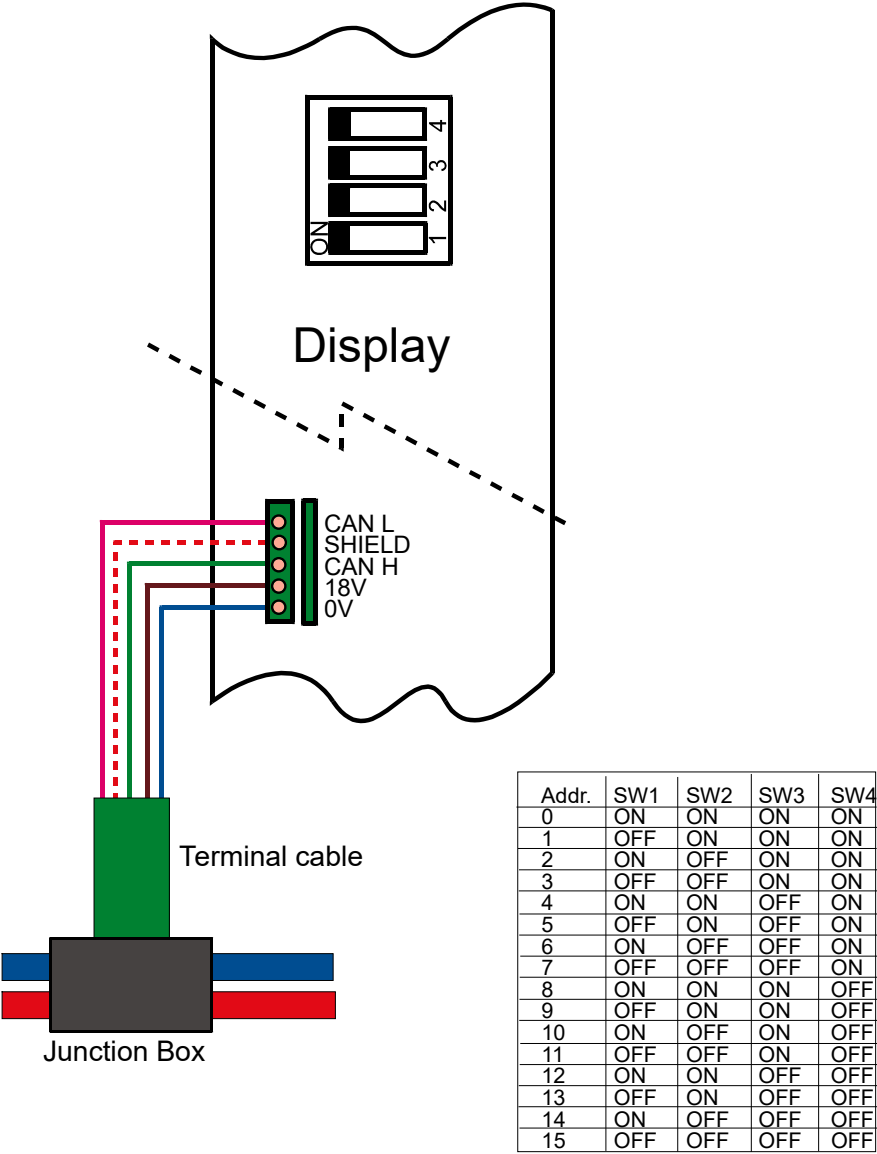 4
3
2
1
ON
Display
CAN L
SHIELD
CAN H
18V
0V
Terminal cable
Junction Box
Addr. SW1 SW2 SW3 SW4
0 ON ON ON ON
1 OFF ON ON ON
2 ON OFF ON ON
3 OFF OFF ON ON
4 ON ON OFF ON
5 OFF ON OFF ON
6 ON OFF OFF ON
7 OFF OFF OFF ON
8 ON ON ON OFF
9 OFF ON ON OFF
10 ON OFF ON OFF
11 OFF OFF ON OFF
12 ON ON OFF OFF
13 OFF ON OFF OFF
14 ON OFF OFF OFF
15 OFF OFF OFF OFF